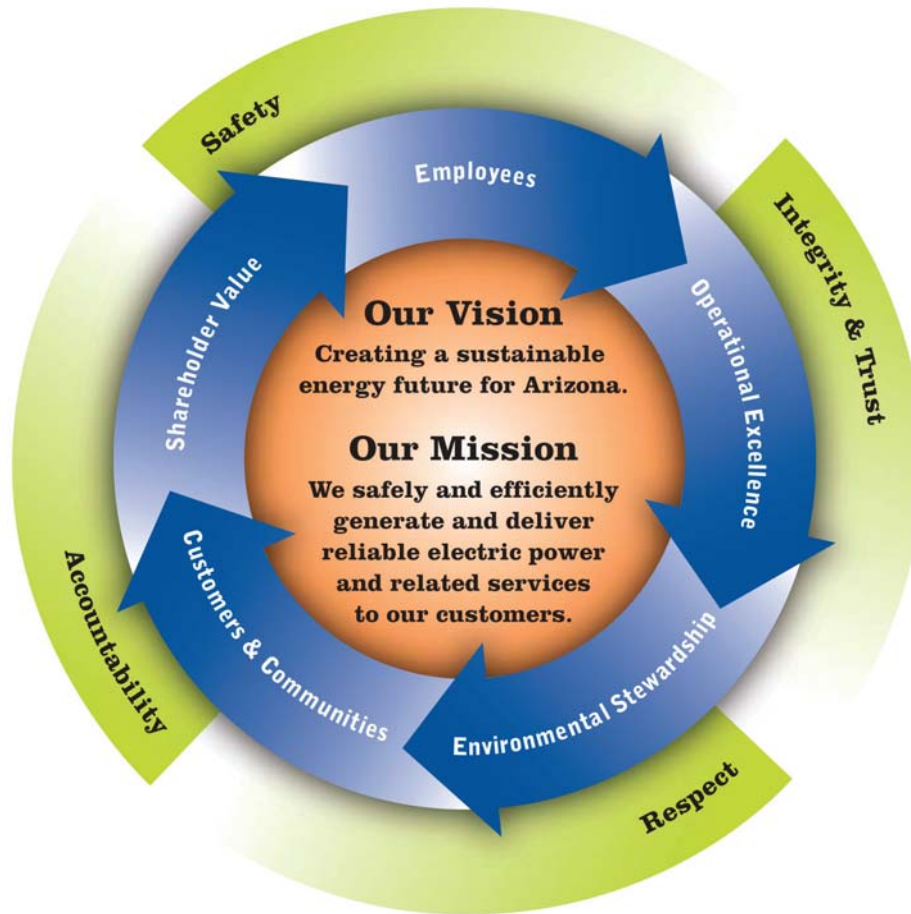 Safety
Employees
Integrity & Trust
Operational Excellence
Shareholder Value
Our Vision
Creating a sustainable
energy future for Arizona.
Our Mission
We safely and efficiently
generate and deliver
reliable electric power
and related services
to our customers.
Customers & Communities
Environmental Stewardship
Accountability
Respect